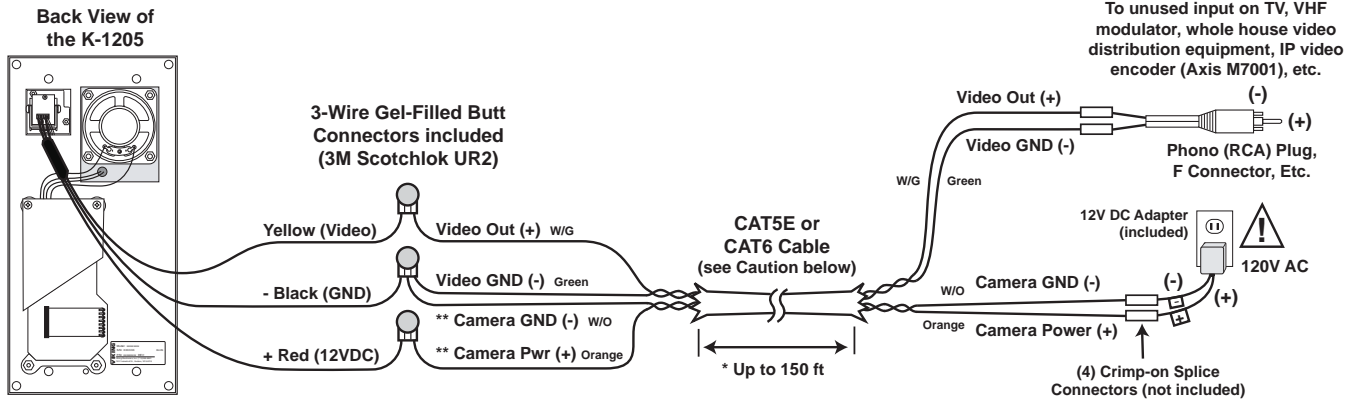 Back View of
the K-1205
3-Wire Gel-Filled Butt
Connectors included
(3M Scotchlok UR2)
Yellow (Video)
- Black (GND)
+ Red (12VDC)
Video Out (+) W/G
Video GND (-) Green
** Camera GND (-) W/O
** Camera Pwr (+) Orange
CAT5E or
CAT6 Cable
(see Caution below)
* Up to 150 ft
To unused input on TV, VHF
modulator, whole house video
distribution equipment, IP video
encoder (Axis M7001), etc.
Video Out (+)
Video GND (-)
W/G
Green
(-)
(+)
Phono (RCA) Plug,
F Connector, Etc.
12V DC Adapter
(included)
!
120V AC
W/O
Camera GND (-)
(-)
-
(+)
+
Orange
Camera Power (+)
(4) Crimp-on Splice
Connectors (not included)
VIKING